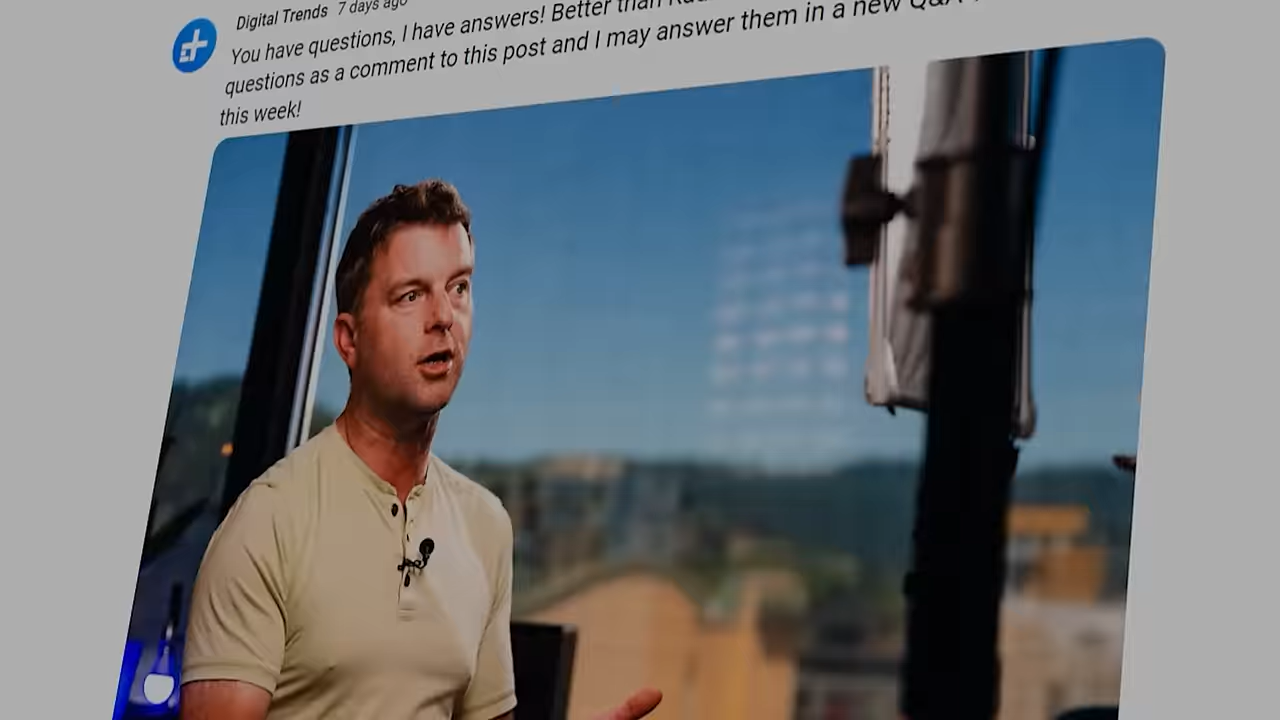 Digital Trends 7 days ago
You have questions, I have answers! Better than
questions as a comment to this post and I may answer them in a new Q&A
this week!